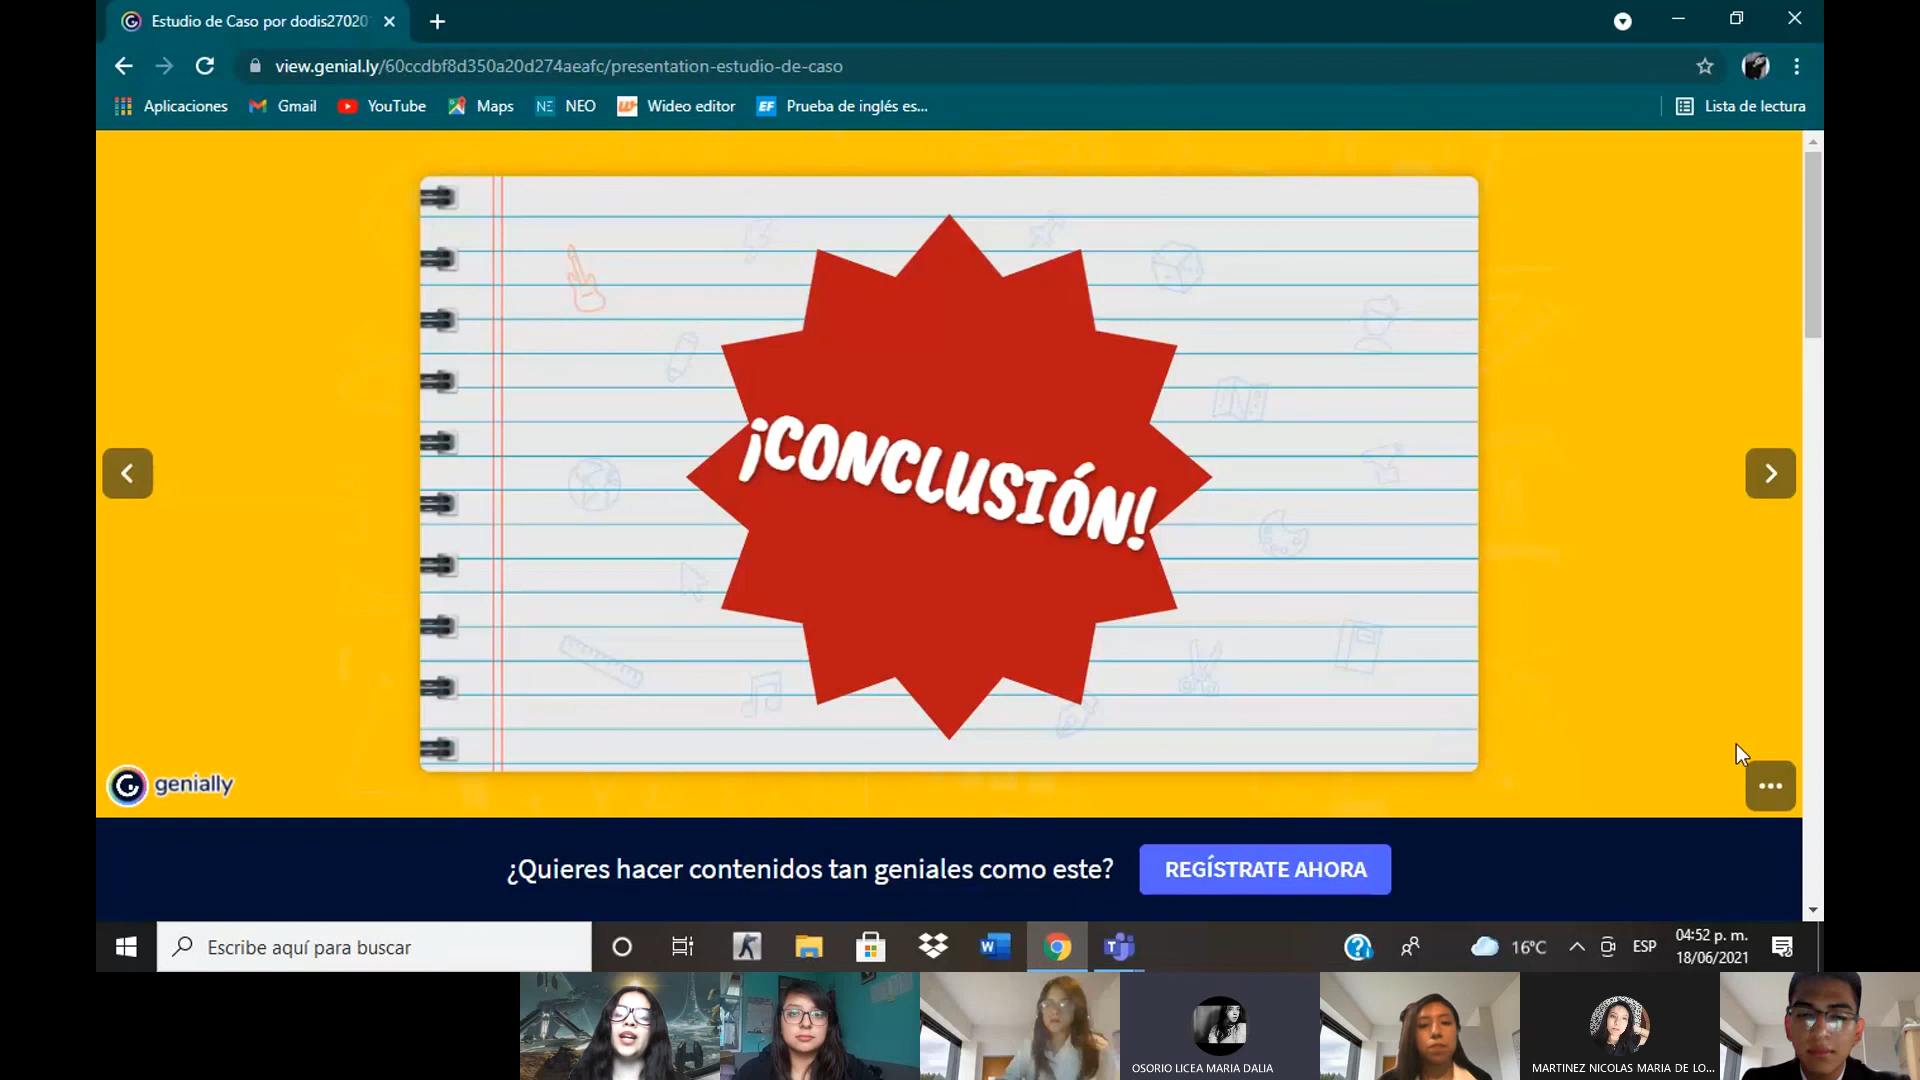 Estudio de Caso por dodis27020
view.genial.ly/60ccdbf8d350a20d274aeafc/presentation-estudio-de-caso
Aplicaciones
Gmail
YouTube
Maps
NΞ NEO
Wideo editor
EF Prueba de inglés es...
Lista de lectura
¡CONCLUSIÓN!
genially
¿Quieres hacer contenidos tan geniales como este?
REGÍSTRATE AHORA
Escribe aquí para buscar
16°C
ESP
04:52 p. m.
18/06/2021
OSORIO LICEA MARIA DALIA
MARTINEZ NICOLAS MARIA DE LO...